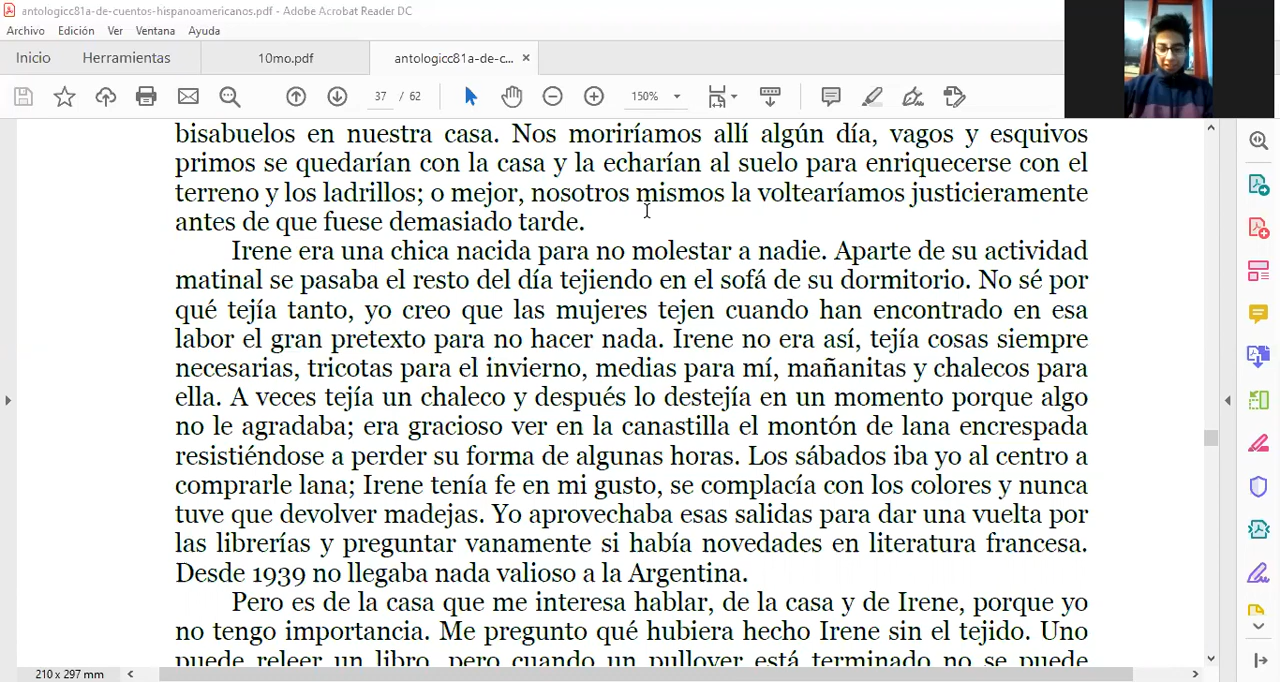 antologicc81a-de-cuentos-hispanoamericanos.pdf - Adobe Acrobat Reader DC
Archivo Edición Ver Ventana Ayuda
Inicio Herramientas 10mo.pdf antologicc81a-de-c... ×
37 / 62 150%
bisabuelos en nuestra casa. Nos moriríamos allí algún día, vagos y esquivos
primos se quedarían con la casa y la echarían al suelo para enriquecerse con el
terreno y los ladrillos; o mejor, nosotros mismos la voltearíamos justicieramente
antes de que fuese demasiado tarde.
Irene era una chica nacida para no molestar a nadie. Aparte de su actividad
matinal se pasaba el resto del día tejiendo en el sofá de su dormitorio. No sé por
qué tejía tanto, yo creo que las mujeres tejen cuando han encontrado en esa
labor el gran pretexto para no hacer nada. Irene no era así, tejía cosas siempre
necesarias, tricotas para el invierno, medias para mí, mañanitas y chalecos para
ella. A veces tejía un chaleco y después lo destejía en un momento porque algo
no le agradaba; era gracioso ver en la canastilla el montón de lana encrespada
resistiéndose a perder su forma de algunas horas. Los sábados iba yo al centro a
comprarle lana; Irene tenía fe en mi gusto, se complacía con los colores y nunca
tuve que devolver madejas. Yo aprovechaba esas salidas para dar una vuelta por
las librerías y preguntar vanamente si había novedades en literatura francesa.
Desde 1939 no llegaba nada valioso a la Argentina.
Pero es de la casa que me interesa hablar, de la casa y de Irene, porque yo
no tengo importancia. Me pregunto qué hubiera hecho Irene sin el tejido. Uno
puede releer un libro, pero cuando un pullover está terminado no se puede
210 x 297 mm